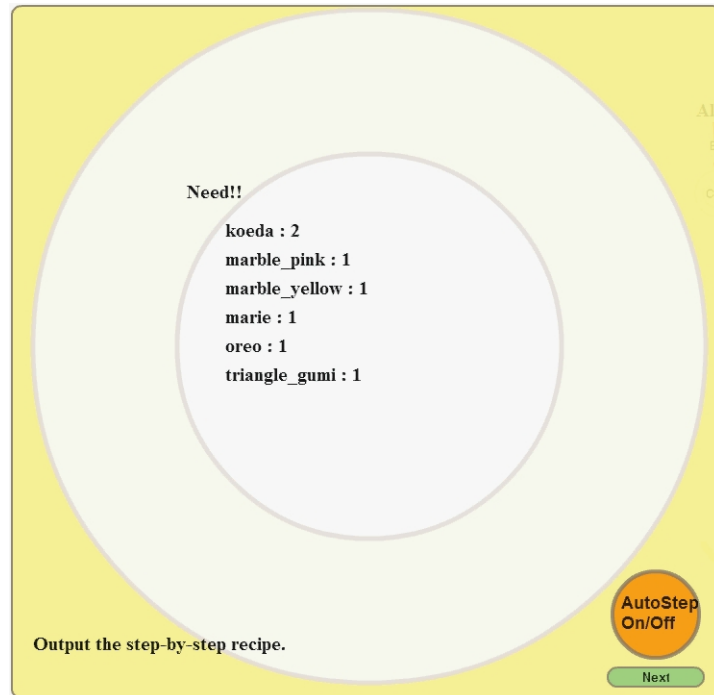 Need!!
koeda : 2
marble_pink : 1
marble_yellow : 1
marie : 1
oreo : 1
triangle_gumi : 1
AutoStep
On/Off
Output the step-by-step recipe.
Next